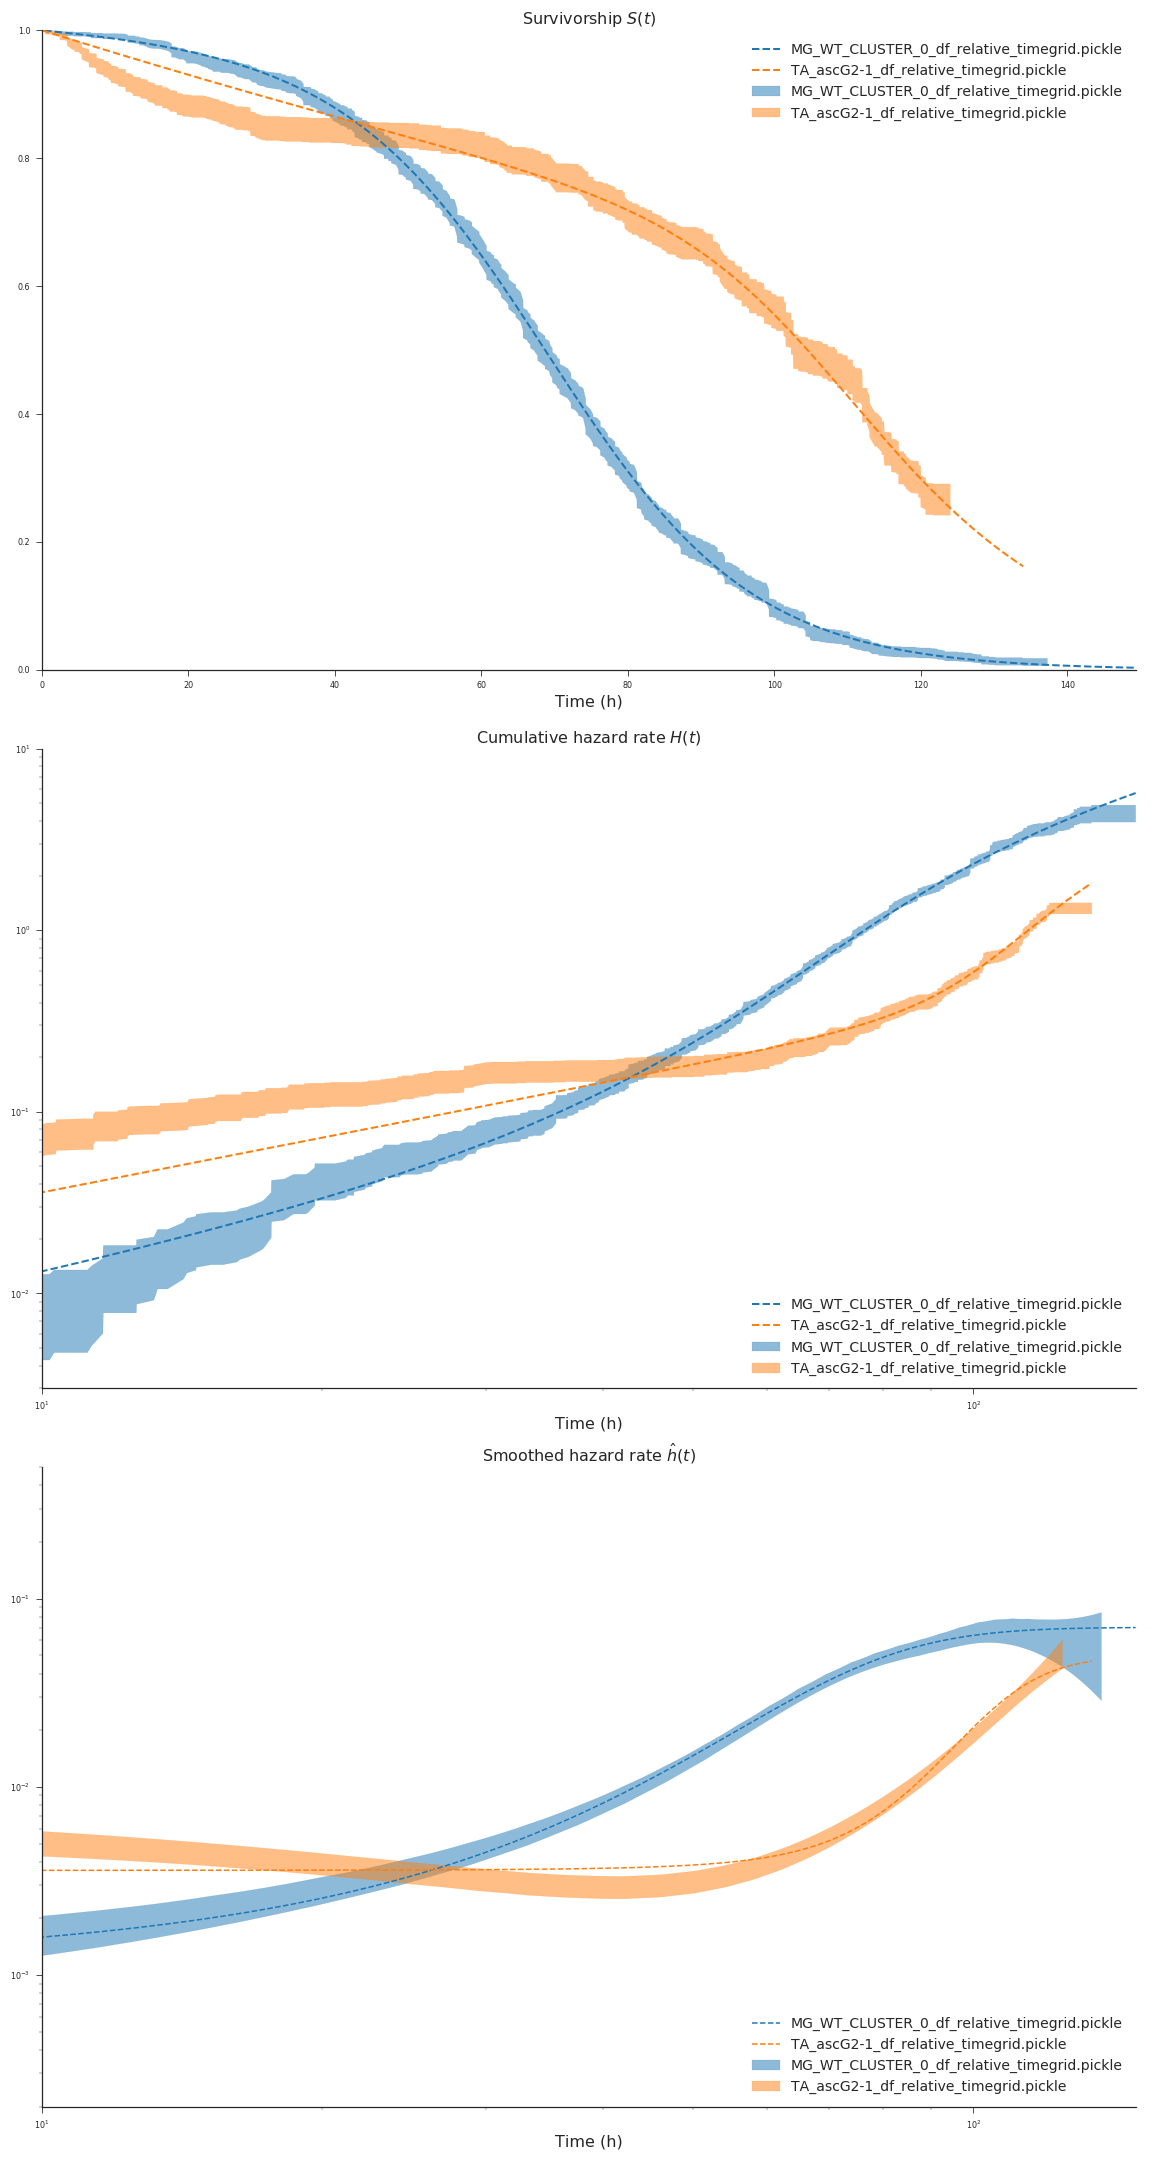 Survivorship S(t)
1.0
0.8
0.6
0.4
0.2
0.0
MG_WT_CLUSTER_0_df_relative_timegrid.pickle
TA_ascG2-1_df_relative_timegrid.pickle
MG_WT_CLUSTER_0_df_relative_timegrid.pickle
TA_ascG2-1_df_relative_timegrid.pickle
0 20 40 60 80 100 120 140
Time (h)
Cumulative hazard rate H(t)
10¹
10⁰
10⁻¹
10⁻²
MG_WT_CLUSTER_0_df_relative_timegrid.pickle
TA_ascG2-1_df_relative_timegrid.pickle
MG_WT_CLUSTER_0_df_relative_timegrid.pickle
TA_ascG2-1_df_relative_timegrid.pickle
10¹ 10²
Time (h)
Smoothed hazard rate ĥ(t)
10⁻¹
10⁻²
10⁻³
MG_WT_CLUSTER_0_df_relative_timegrid.pickle
TA_ascG2-1_df_relative_timegrid.pickle
MG_WT_CLUSTER_0_df_relative_timegrid.pickle
TA_ascG2-1_df_relative_timegrid.pickle
10¹ 10²
Time (h)